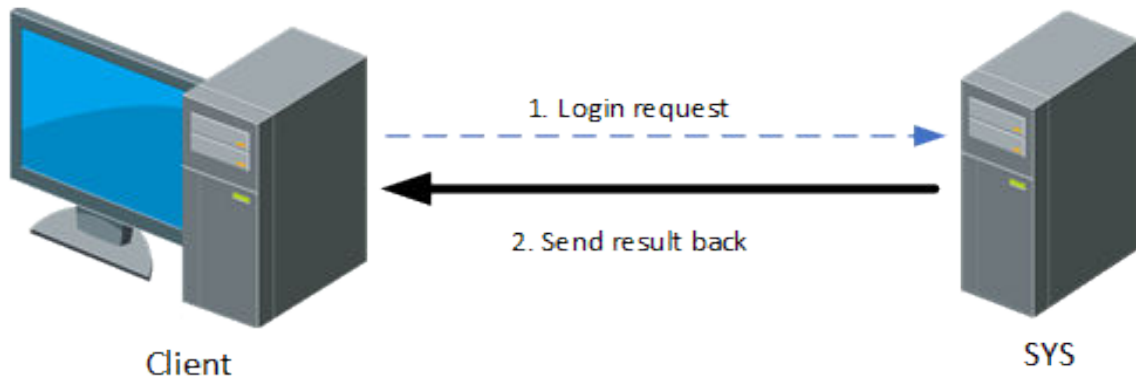 1. Login request
2. Send result back
Client
SYS